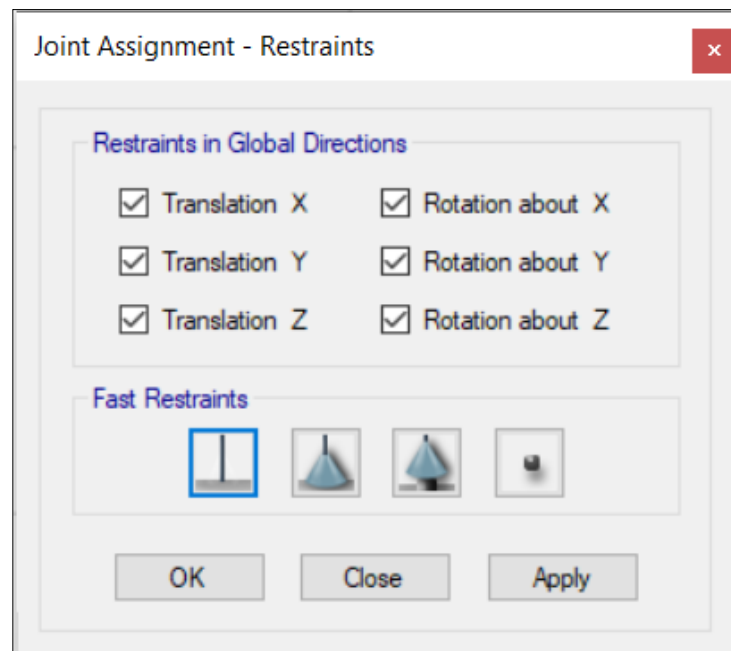 Joint Assignment - Restraints
Restraints in Global Directions
Translation X
Rotation about X
Translation Y
Rotation about Y
Translation Z
Rotation about Z
Fast Restraints
OK
Close
Apply